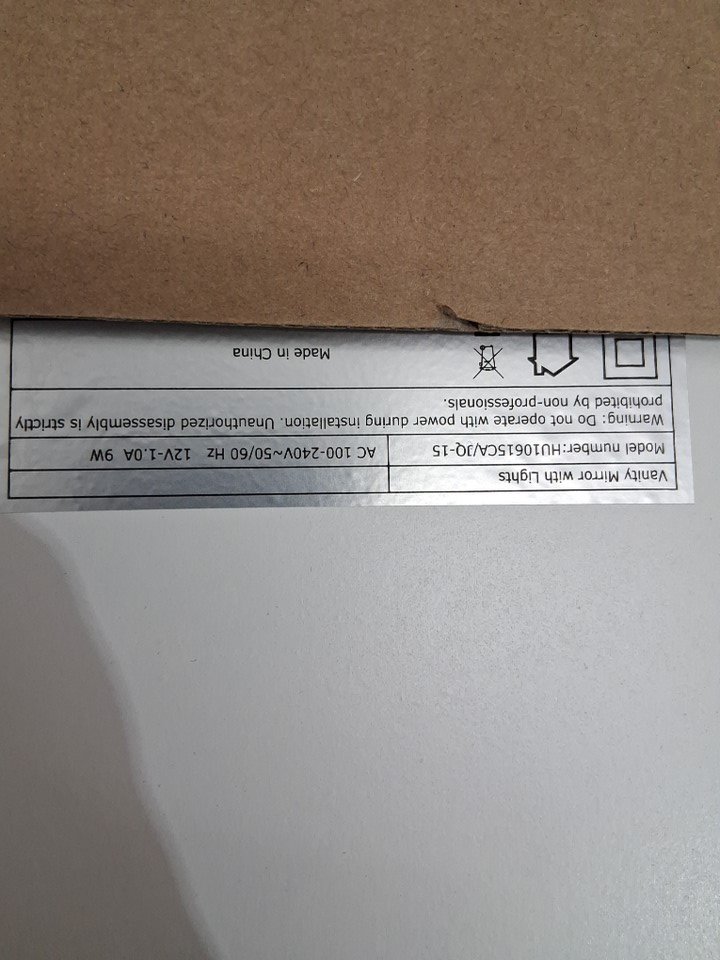 Vanity Mirror with Lights
Model number:HU10615CA/JQ-15 AC 100-240V~50/60 Hz 12V-1.0A 9W
Warning: Do not operate with power during installation. Unauthorized disassembly is strictly
prohibited by non-professionals.
Made in China